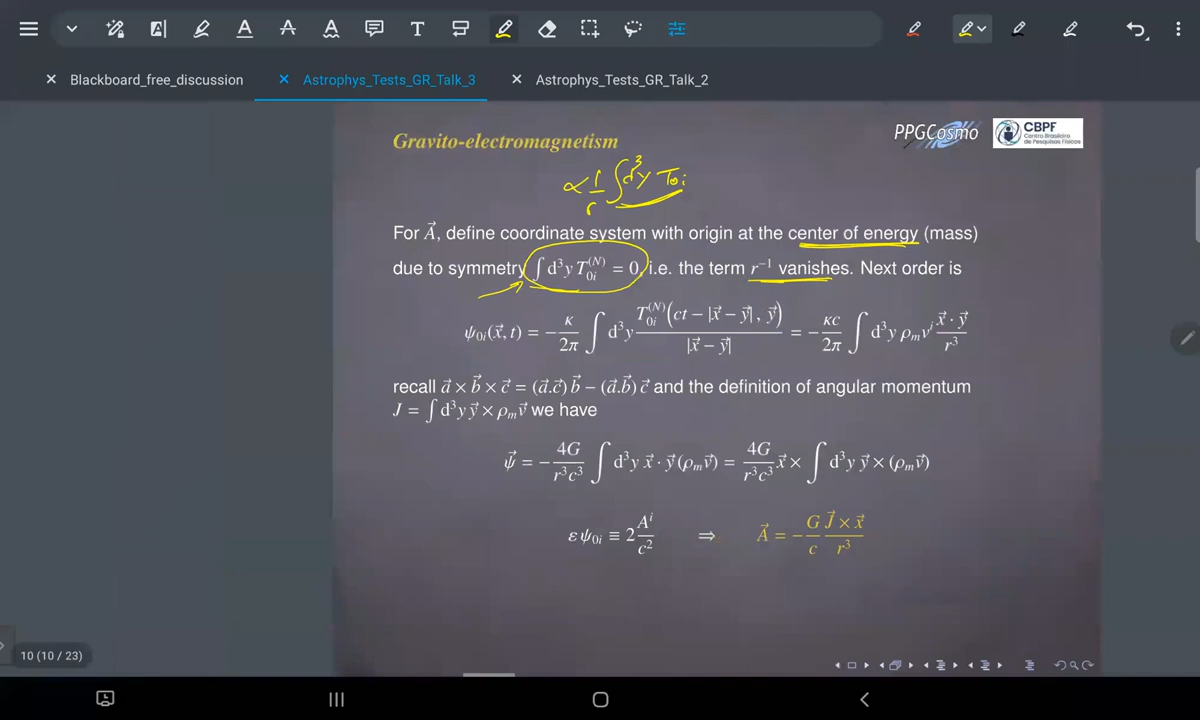 Blackboard_free_discussion
Astrophys_Tests_GR_Talk_3
Astrophys_Tests_GR_Talk_2
Gravito-electromagnetism
PPGCosmo
CBPF
Centro Brasileiro
de Pesquisas Físicas
∝ 1/r ∫d³y T₀ᵢ
For A⃗, define coordinate system with origin at the center of energy (mass)
due to symmetry ∫ d³y T₀ᵢ⁽ᴺ⁾ = 0, i.e. the term r⁻¹ vanishes. Next order is
ψ₀ᵢ(x⃗, t) = −κ/2π ∫ d³y T₀ᵢ⁽ᴺ⁾(ct − |x⃗ − y⃗|, y⃗)/|x⃗ − y⃗| = −κc/2π ∫ d³y ρₘvⁱ x⃗ · y⃗/r³
recall a⃗ × b⃗ × c⃗ = (a⃗.c⃗) b⃗ − (a⃗.b⃗) c⃗ and the definition of angular momentum
J = ∫ d³y y⃗ × ρₘv⃗ we have
ψ⃗ = −4G/r³c³ ∫ d³y x⃗ · y⃗ (ρₘv⃗) = 4G/r³c³ x⃗ × ∫ d³y y⃗ × (ρₘv⃗)
εψ₀ᵢ ≡ 2 Aⁱ/c² ⇒ A⃗ = −G/c J⃗ × x⃗/r³
10 (10 / 23)